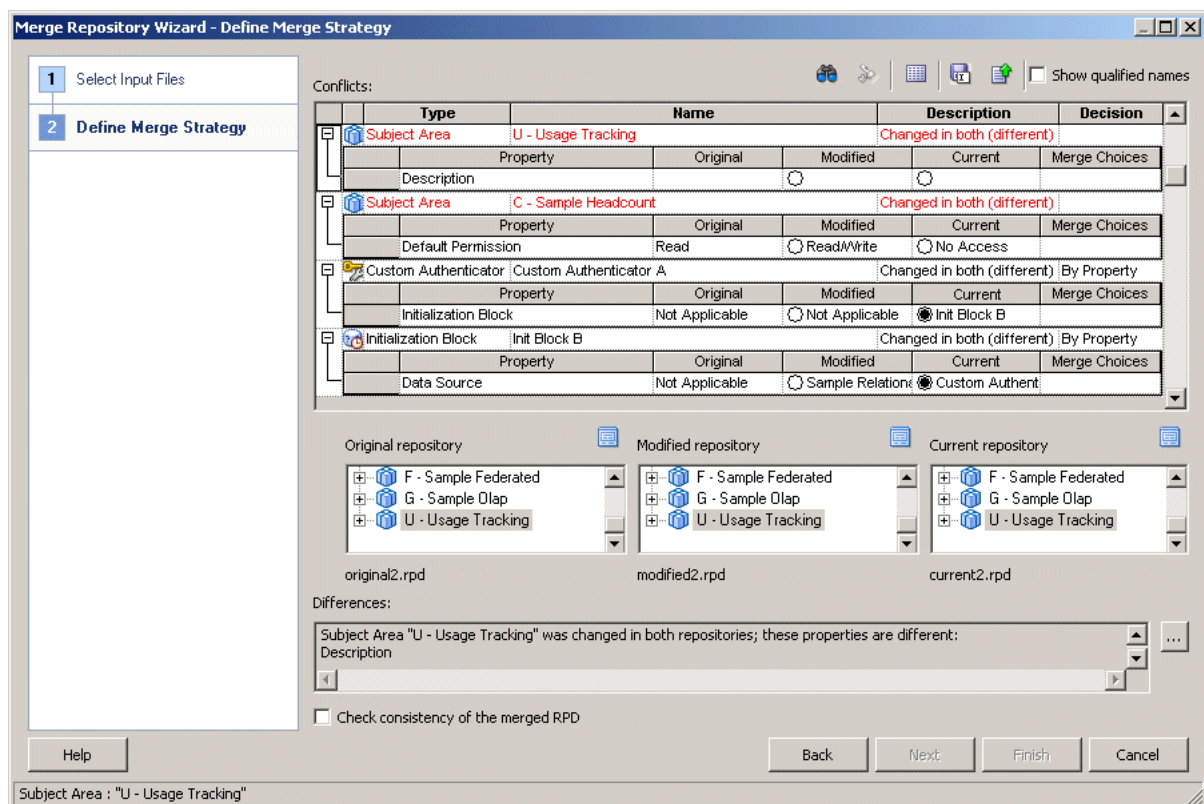 Merge Repository Wizard - Define Merge Strategy
1 Select Input Files
2 Define Merge Strategy
Conflicts:
Show qualified names
Type Name Description Decision
Subject Area U - Usage Tracking Changed in both (different)
Property Original Modified Current Merge Choices
Description
Subject Area C - Sample Headcount Changed in both (different)
Property Original Modified Current Merge Choices
Default Permission Read Read/Write No Access
Custom Authenticator Custom Authenticator A Changed in both (different) By Property
Property Original Modified Current Merge Choices
Initialization Block Not Applicable Not Applicable Init Block B
Initialization Block Init Block B Changed in both (different) By Property
Property Original Modified Current Merge Choices
Data Source Not Applicable Sample Relation Custom Authent
Original repository Modified repository Current repository
F - Sample Federated F - Sample Federated F - Sample Federated
G - Sample Olap G - Sample Olap G - Sample Olap
U - Usage Tracking U - Usage Tracking U - Usage Tracking
original2.rpd modified2.rpd current2.rpd
Differences:
Subject Area "U - Usage Tracking" was changed in both repositories; these properties are different:
Description
...
Check consistency of the merged RPD
Help Back Next Finish Cancel
Subject Area : "U - Usage Tracking"